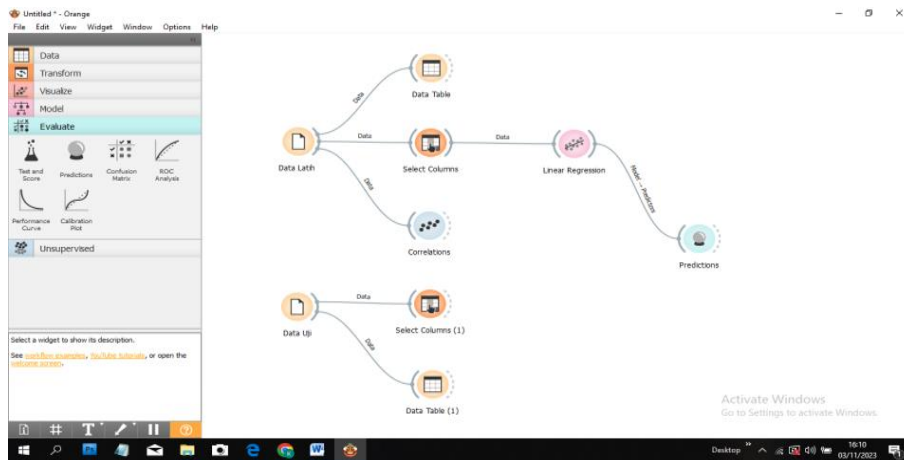 Untitled * - Orange
File Edit View Widget Window Options Help
Data
Transform
Visualize
Model
Evaluate
Test and Score
Predictions
Confusion Matrix
ROC Analysis
Performance Curve
Calibration Plot
Unsupervised
Select a widget to show its description.
See workflow examples, YouTube tutorials, or open the
welcome screen.
Data
Data Table
Data
Data
Data Latih
Select Columns
Linear Regression
Data
Model → Predictors
Correlations
Predictions
Data
Data Uji
Select Columns (1)
Data
Data Table (1)
Activate Windows
Go to Settings to activate Windows.
Desktop
16:10
03/11/2023